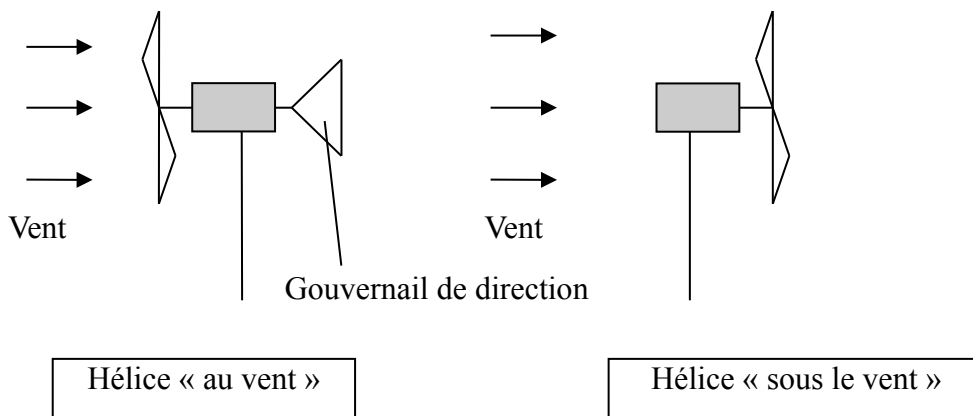 Vent
Vent
Gouvernail de direction
Hélice « au vent »
Hélice « sous le vent »